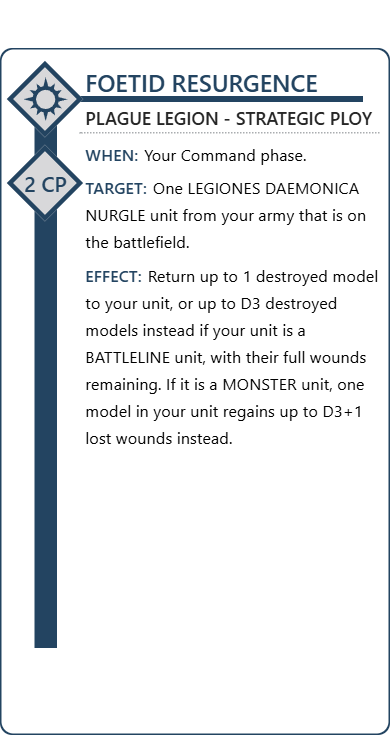 FOETID RESURGENCE
PLAGUE LEGION - STRATEGIC PLOY
2 CP
WHEN: Your Command phase.
TARGET: One LEGIONES DAEMONICA
NURGLE unit from your army that is on
the battlefield.
EFFECT: Return up to 1 destroyed model
to your unit, or up to D3 destroyed
models instead if your unit is a
BATTLELINE unit, with their full wounds
remaining. If it is a MONSTER unit, one
model in your unit regains up to D3+1
lost wounds instead.